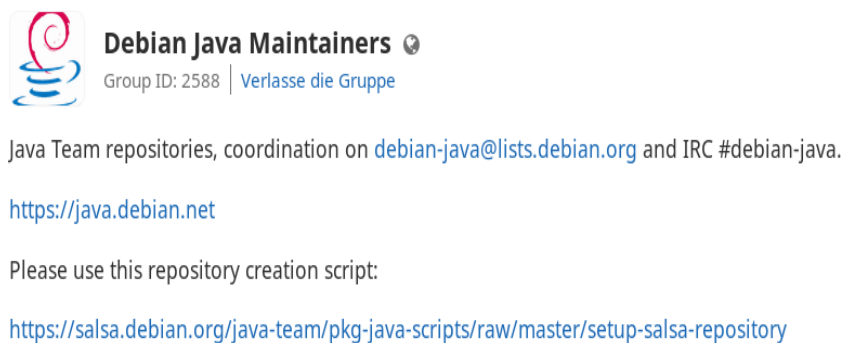 Debian Java Maintainers
Group ID: 2588 Verlasse die Gruppe
Java Team repositories, coordination on debian-java@lists.debian.org and IRC #debian-java.
https://java.debian.net
Please use this repository creation script:
https://salsa.debian.org/java-team/pkg-java-scripts/raw/master/setup-salsa-repository